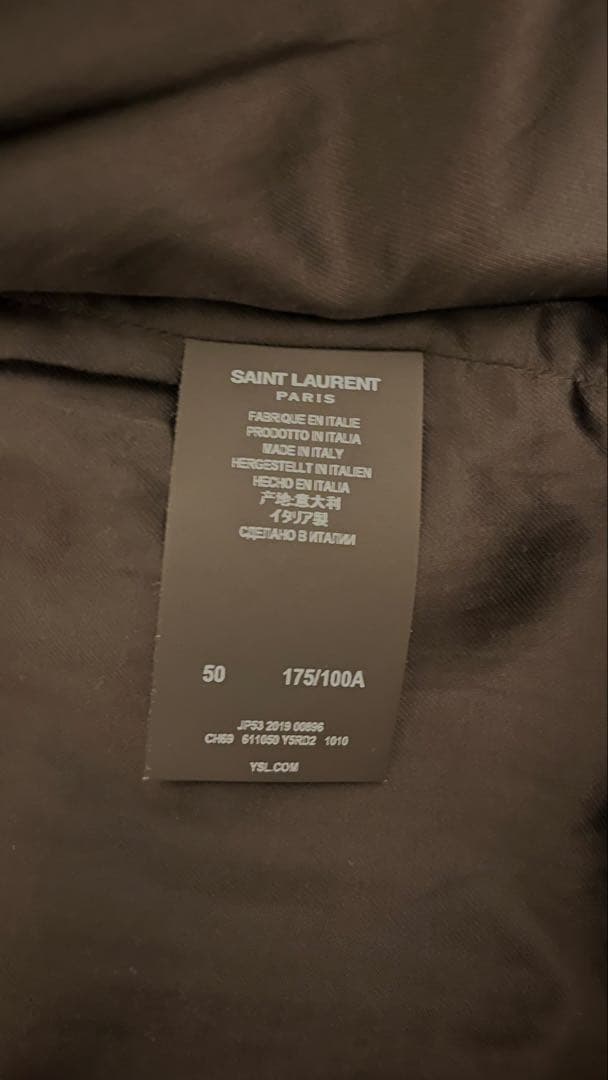 SAINT LAURENT
PARIS
FABRIQUE EN ITALIE
PRODOTTO IN ITALIA
MADE IN ITALY
HERGESTELLT IN ITALIEN
HECHO EN ITALIA
产地:意大利
イタリア製
СДЕЛАНО В ИТАЛИИ
50 175/100A
JP53 2019 00896
CH69 611050 Y5RD2 1010
YSL.COM